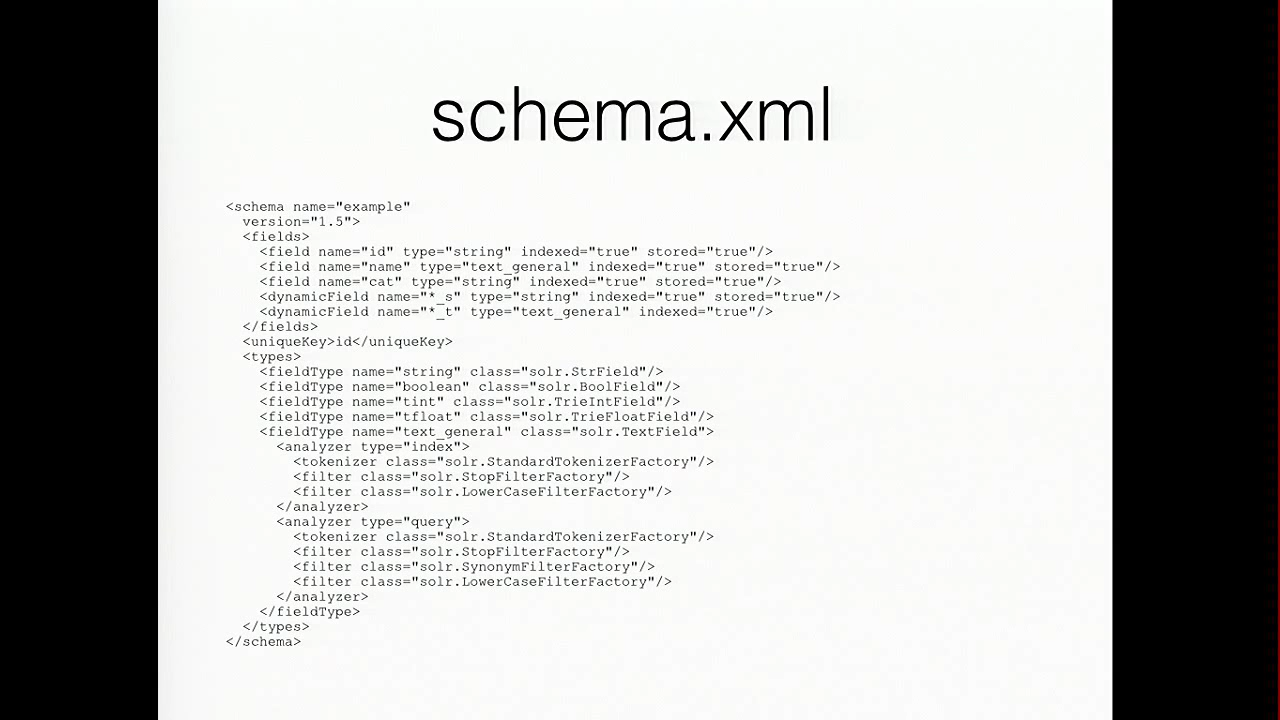 schema.xml
<schema name="example"
  version="1.5">
  <fields>
    <field name="id" type="string" indexed="true" stored="true"/>
    <field name="name" type="text_general" indexed="true" stored="true"/>
    <field name="cat" type="string" indexed="true" stored="true"/>
    <dynamicField name="*_s" type="string" indexed="true" stored="true"/>
    <dynamicField name="*_t" type="text_general" indexed="true"/>
  </fields>
  <uniqueKey>id</uniqueKey>
  <types>
    <fieldType name="string" class="solr.StrField"/>
    <fieldType name="boolean" class="solr.BoolField"/>
    <fieldType name="tint" class="solr.TrieIntField"/>
    <fieldType name="tfloat" class="solr.TrieFloatField"/>
    <fieldType name="text_general" class="solr.TextField">
      <analyzer type="index">
        <tokenizer class="solr.StandardTokenizerFactory"/>
        <filter class="solr.StopFilterFactory"/>
        <filter class="solr.LowerCaseFilterFactory"/>
      </analyzer>
      <analyzer type="query">
        <tokenizer class="solr.StandardTokenizerFactory"/>
        <filter class="solr.StopFilterFactory"/>
        <filter class="solr.SynonymFilterFactory"/>
        <filter class="solr.LowerCaseFilterFactory"/>
      </analyzer>
    </fieldType>
  </types>
</schema>